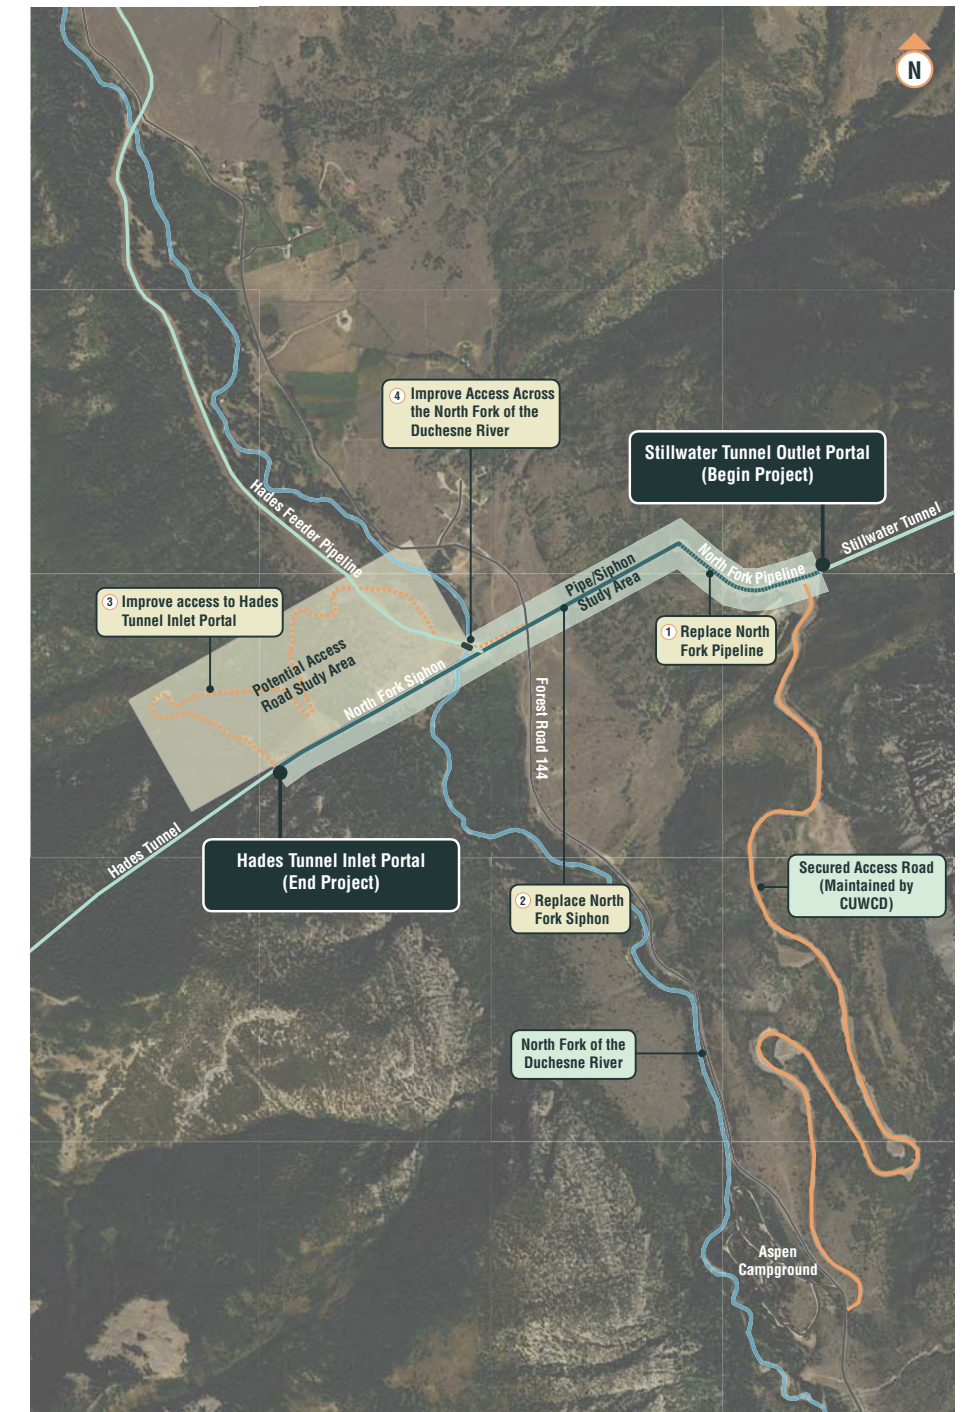 N
4 Improve Access Across
the North Fork of the
Duchesne River
Stillwater Tunnel Outlet Portal
(Begin Project)
Stillwater Tunnel
Hades Feeder Pipeline
North Fork Pipeline
Pipe/Siphon
Study Area
3 Improve access to Hades
Tunnel Inlet Portal
1 Replace North
Fork Pipeline
Potential Access
Road Study Area
North Fork Siphon
Forest Road 144
Hades Tunnel
Hades Tunnel Inlet Portal
(End Project)
Secured Access Road
(Maintained by
CUWCD)
2 Replace North
Fork Siphon
North Fork of the
Duchesne River
Aspen
Campground